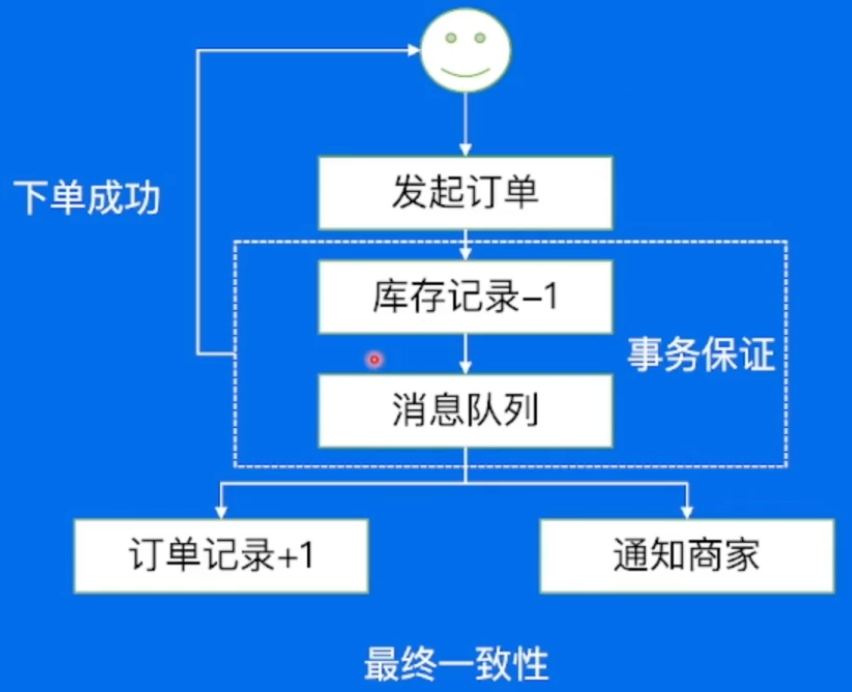 发起订单
下单成功
库存记录-1
事务保证
消息队列
订单记录+1
通知商家
最终一致性